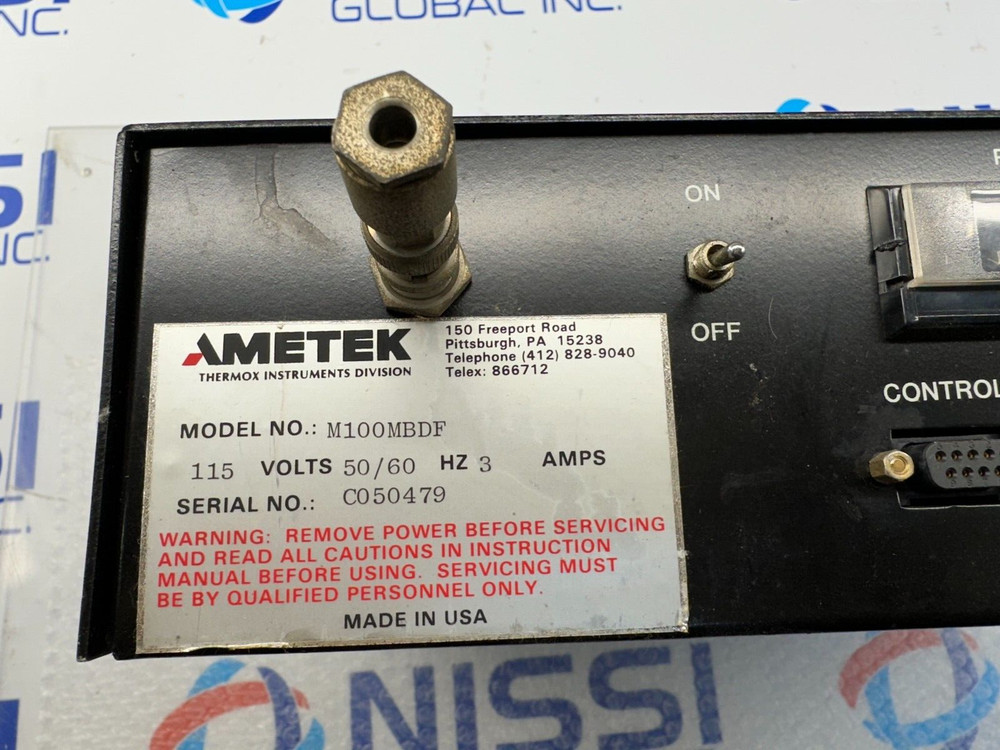 NC.
GLOBAL INC.
SI
NC.
ON
OFF
CONTROL
AMETEK
THERMOX INSTRUMENTS DIVISION
150 Freeport Road
Pittsburgh, PA 15238
Telephone (412) 828-9040
Telex: 866712
MODEL NO.: M100MBDF
115 VOLTS 50/60 HZ 3 AMPS
SERIAL NO.: C050479
WARNING: REMOVE POWER BEFORE SERVICING
AND READ ALL CAUTIONS IN INSTRUCTION
MANUAL BEFORE USING. SERVICING MUST
BE BY QUALIFIED PERSONNEL ONLY.
MADE IN USA
NISSI